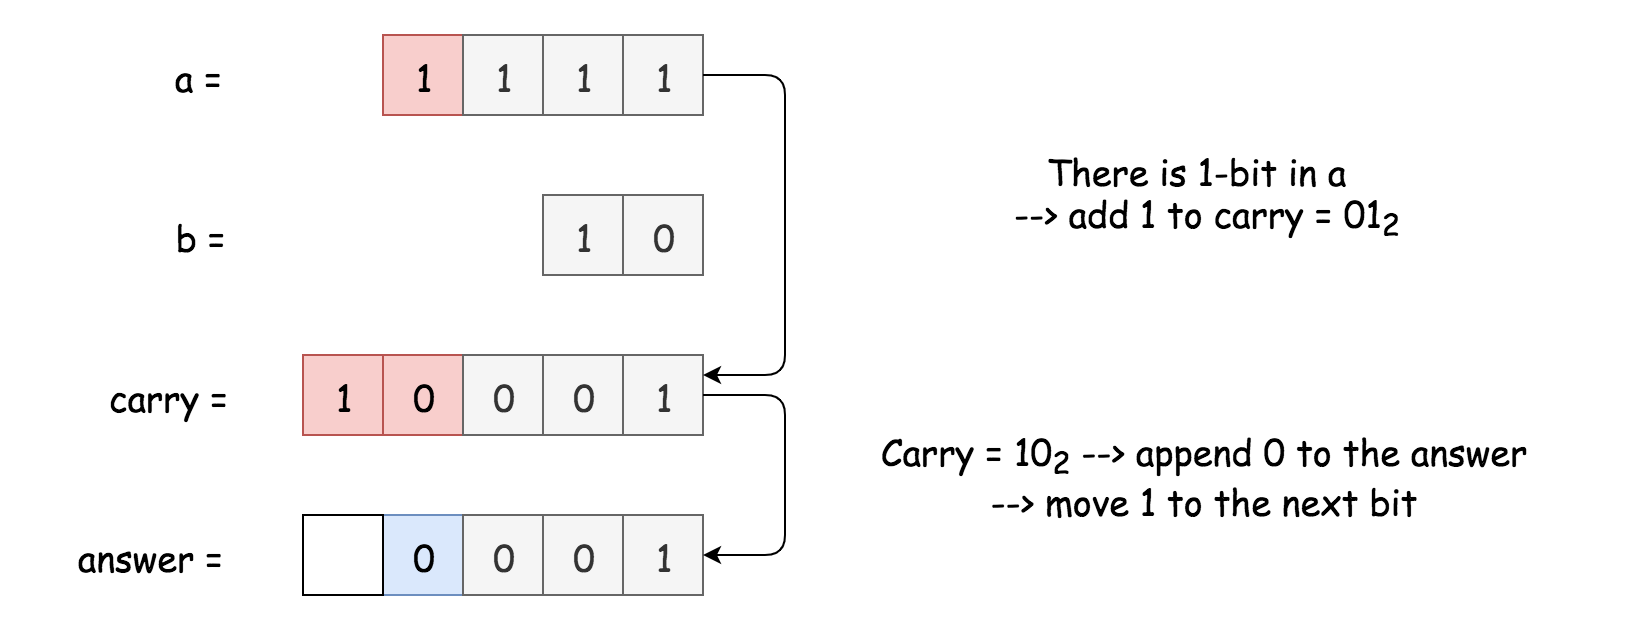 a = 1 1 1 1
There is 1-bit in a
--> add 1 to carry = 01₂
b = 1 0
carry = 1 0 0 0 1
Carry = 10₂ --> append 0 to the answer
--> move 1 to the next bit
answer = 0 0 0 1